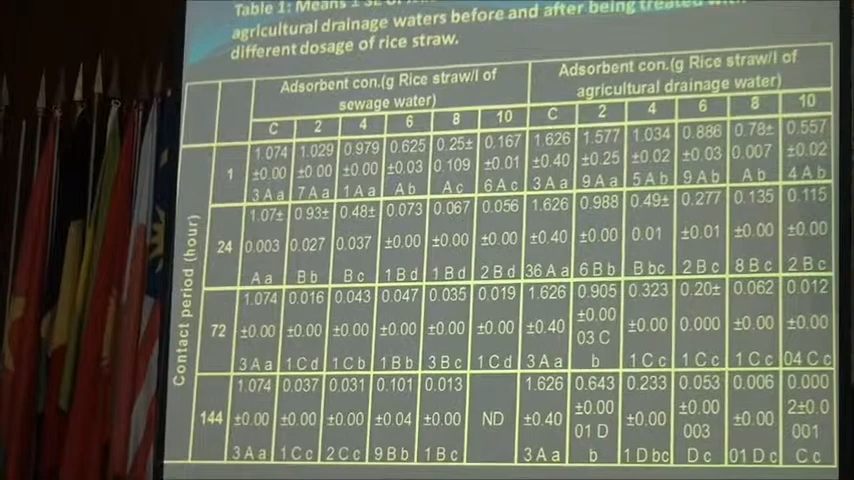 Table 1: Means ± SE of
agricultural drainage waters before and after being treated with
different dosage of rice straw.
Adsorbent con.(g Rice straw/l of
sewage water)
Adsorbent con.(g Rice straw/l of
agricultural drainage water)
C 2 4 6 8 10 C 2 4 6 8 10
Contact period (hour)
1.074 1.029 0.979 0.625 0.25± 0.167 1.626 1.577 1.034 0.886 0.78± 0.557
1 ±0.00 ±0.00 ±0.00 ±0.03 0.109 ±0.01 ±0.40 ±0.25 ±0.02 ±0.03 0.007 ±0.02
3 A a 7 A a 1 A a A b A c 6 A c 3 A a 9 A a 5 A b 9 A b A b 4 A b
1.07± 0.93± 0.48± 0.073 0.067 0.056 1.626 0.988 0.49± 0.277 0.135 0.115
24 0.003 0.027 0.037 ±0.00 ±0.00 ±0.00 ±0.40 ±0.00 0.01 ±0.01 ±0.00 ±0.00
A a B b B c 1 B d 1 B d 2 B d 36 A a 6 B b B bc 2 B c 8 B c 2 B c
1.074 0.016 0.043 0.047 0.035 0.019 1.626 0.905 0.323 0.20± 0.062 0.012
72 ±0.00 ±0.00 ±0.00 ±0.00 ±0.00 ±0.00 ±0.40 ±0.00 ±0.00 0.000 ±0.00 ±0.00
03 C
3 A a 1 C d 1 C b 1 B b 3 B c 1 C d 3 A a b 1 C c 1 C c 1 C c 04 C c
1.074 0.037 0.031 0.101 0.013 1.626 0.643 0.233 0.053 0.006 0.000
144 ±0.00 ±0.00 ±0.00 ±0.04 ±0.00 ND ±0.40 ±0.00 ±0.00 ±0.00 ±0.00 2±0.0
01 D 003 001
3 A a 1 C c 2 C c 9 B b 1 B c 3 A a b 1 D bc D c 01 D c C c